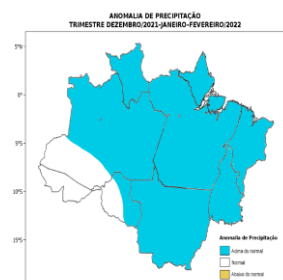 ANOMALIA DE PRECIPITAÇÃO
TRIMESTRE DEZEMBRO/2021-JANEIRO-FEVEREIRO/2022
5°N
0°
5°S
10°S
15°S
Anomalia de Precipitação
Acima do normal
Normal
Abaixo do normal